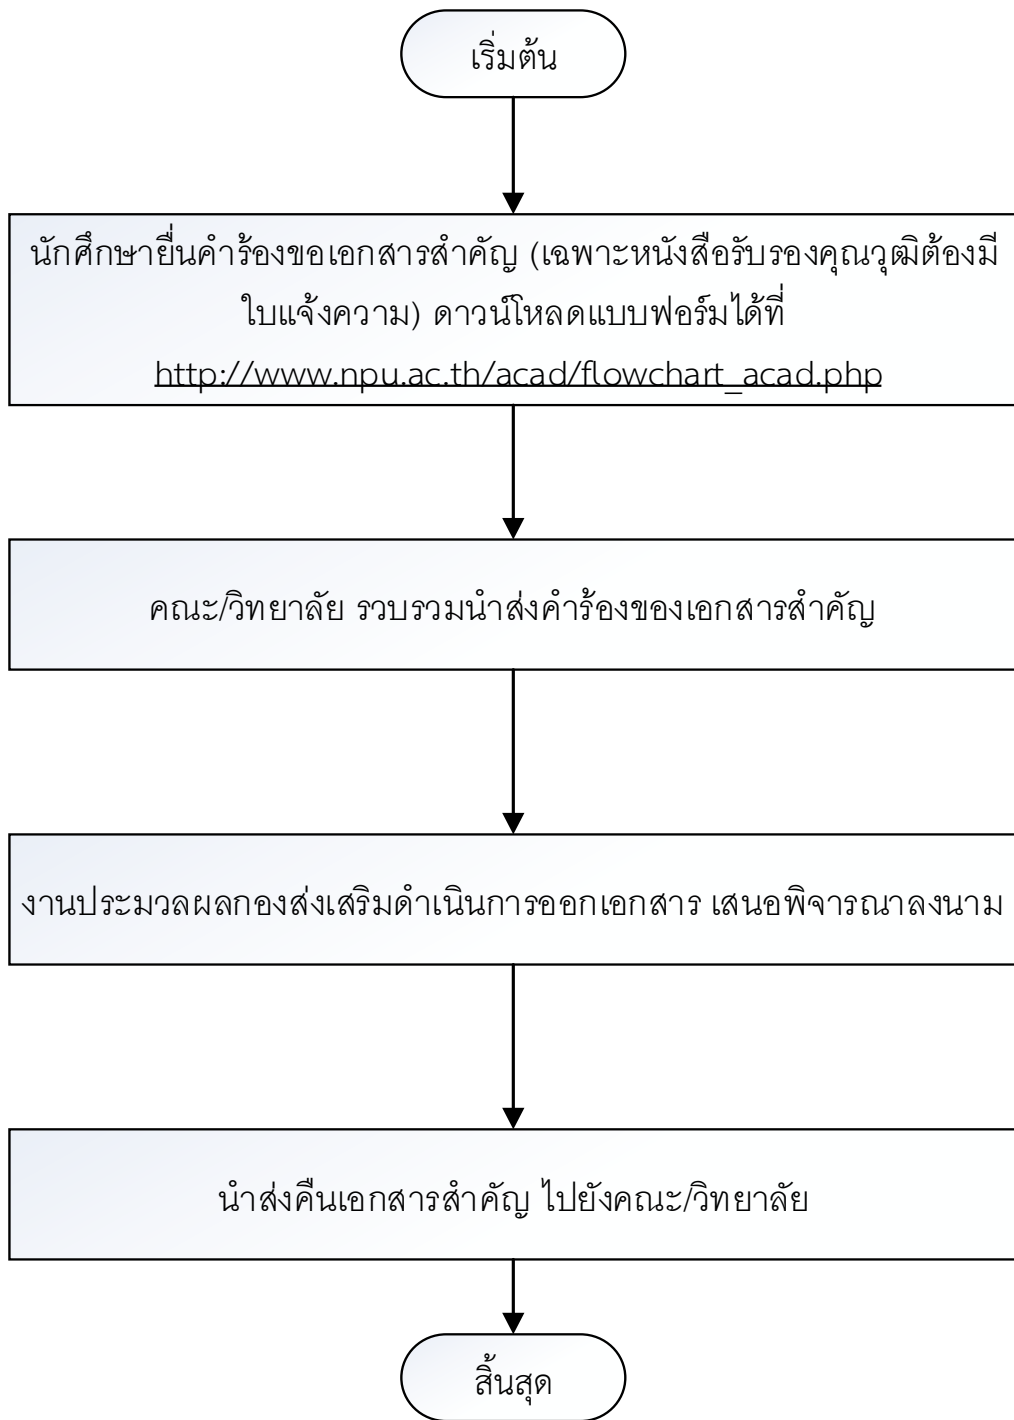 เริ่มต้น
นักศึกษายื่นคำร้องขอเอกสารสำคัญ (เฉพาะหนังสือรับรองคุณวุฒิต้องมี
ใบแจ้งความ) ดาวน์โหลดแบบฟอร์มได้ที่
http://www.npu.ac.th/acad/flowchart_acad.php
คณะ/วิทยาลัย รวบรวมนำส่งคำร้องของเอกสารสำคัญ
งานประมวลผลกองส่งเสริมดำเนินการออกเอกสาร เสนอพิจารณาลงนาม
นำส่งคืนเอกสารสำคัญ ไปยังคณะ/วิทยาลัย
สิ้นสุด